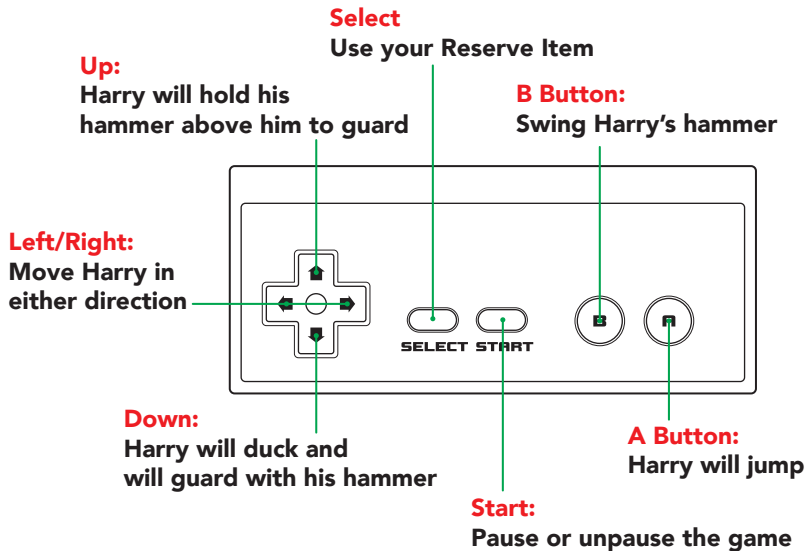 Select
Use your Reserve Item
Up:
Harry will hold his
hammer above him to guard
B Button:
Swing Harry's hammer
Left/Right:
Move Harry in
either direction
B
A
SELECT START
Down:
Harry will duck and
will guard with his hammer
A Button:
Harry will jump
Start:
Pause or unpause the game